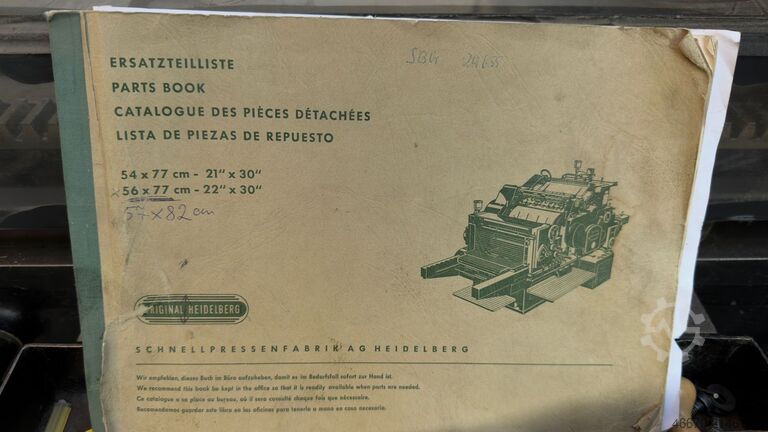 ERSATZTEILLISTE
PARTS BOOK
CATALOGUE DES PIÈCES DÉTACHÉES
LISTA DE PIEZAS DE REPUESTO
54 x 77 cm - 21" x 30"
56 x 77 cm - 22" x 30"
57x82 cm
ORIGINAL HEIDELBERG
SCHNELLPRESSENFABRIK AG HEIDELBERG
Wir empfehlen, dieses Buch im Büro aufzuheben, damit es im Bedarfsfall sofort zur Hand ist.
We recommend this book be kept in the office so that it is readily available when parts are needed.
Ce catalogue a sa place au bureau, où il sera consulté chaque fois que nécessaire.
Recomendamos guardar este libro en las oficinas para tenerlo a mano en caso necesario.